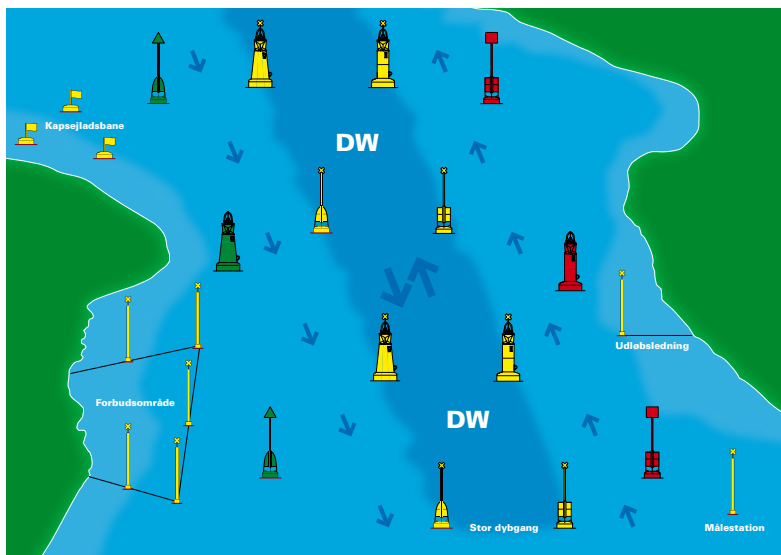 Kapsejladsbane
DW
Udløbsledning
Forbudsområde
DW
Stor dybgang
Målestation